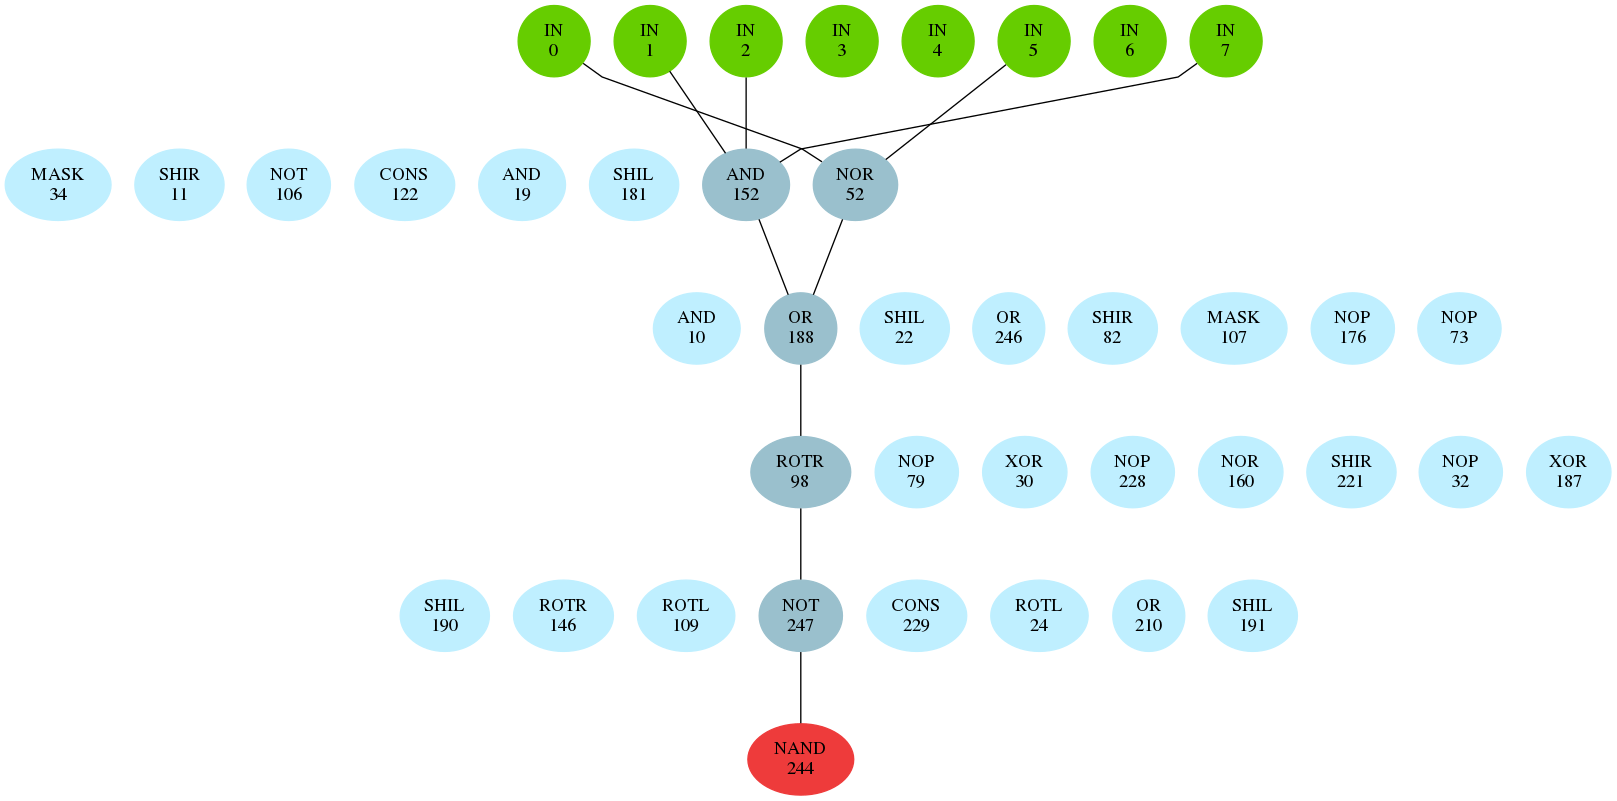 IN
0
IN
1
IN
2
IN
3
IN
4
IN
5
IN
6
IN
7
MASK
34
SHIR
11
NOT
106
CONS
122
AND
19
SHIL
181
AND
152
NOR
52
AND
10
OR
188
SHIL
22
OR
246
SHIR
82
MASK
107
NOP
176
NOP
73
ROTR
98
NOP
79
XOR
30
NOP
228
NOR
160
SHIR
221
NOP
32
XOR
187
SHIL
190
ROTR
146
ROTL
109
NOT
247
CONS
229
ROTL
24
OR
210
SHIL
191
NAND
244